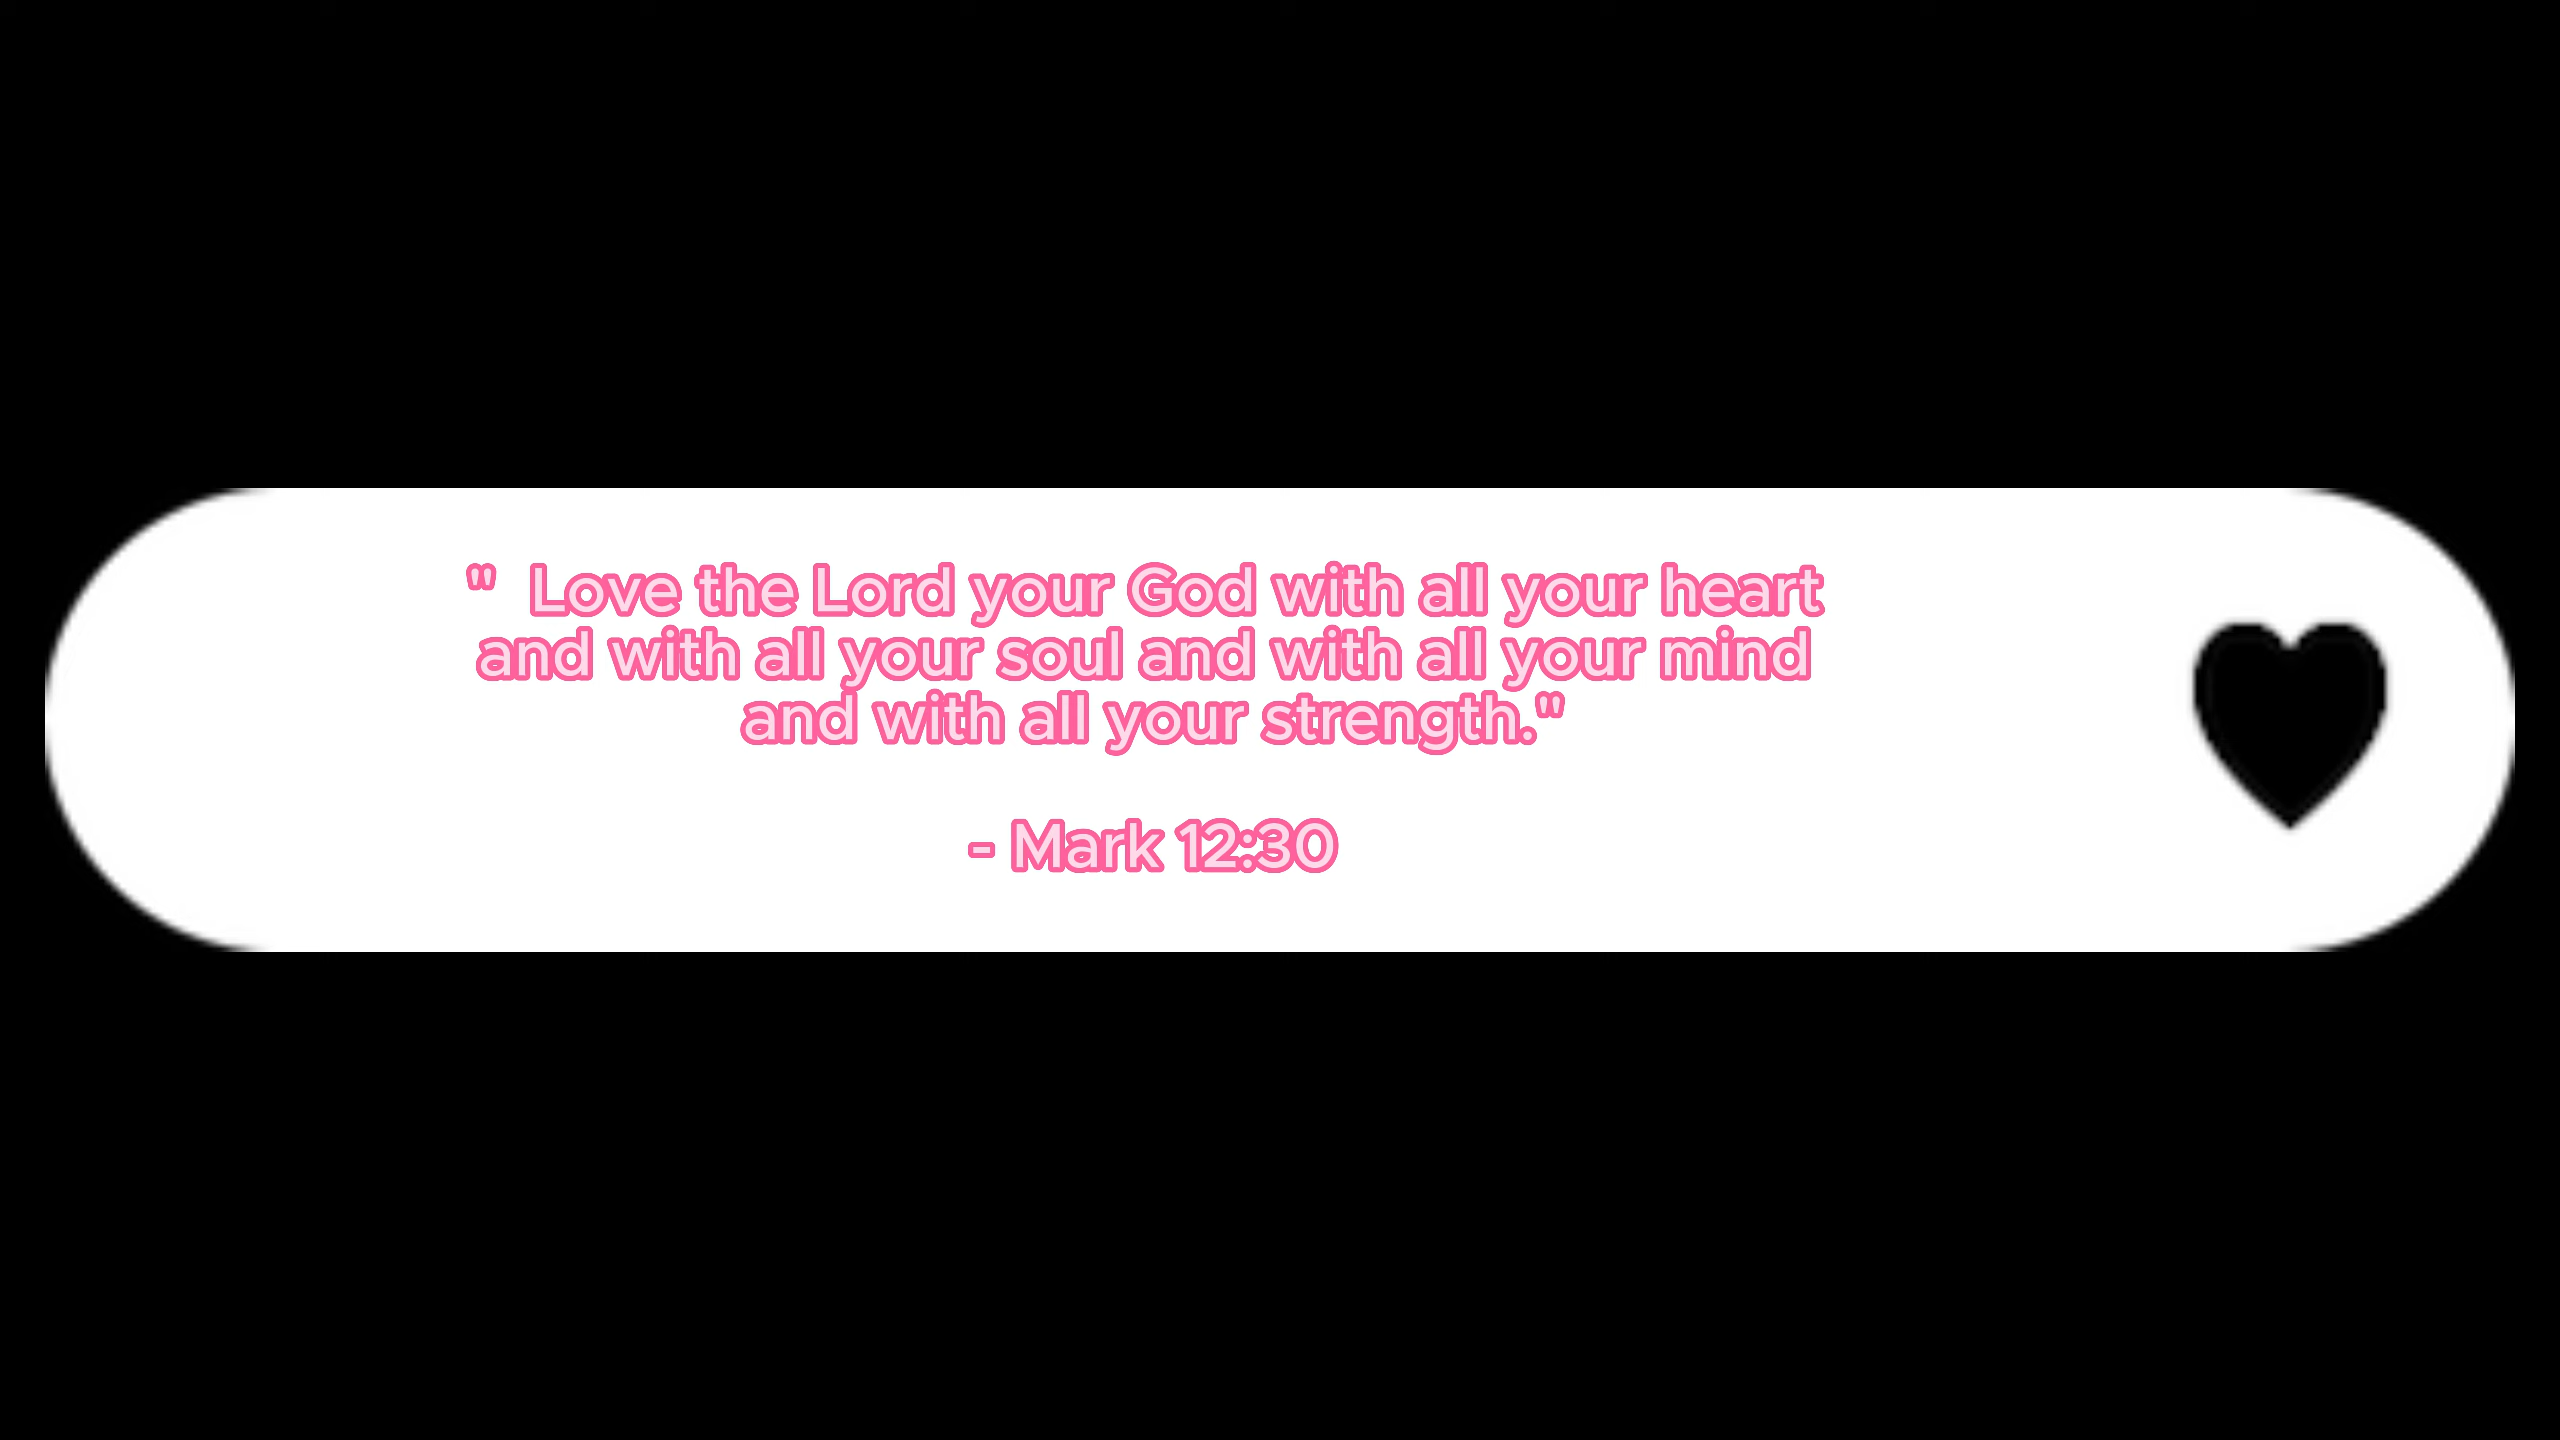 "  Love the Lord your God with all your heart
and with all your soul and with all your mind
and with all your strength."
- Mark 12:30